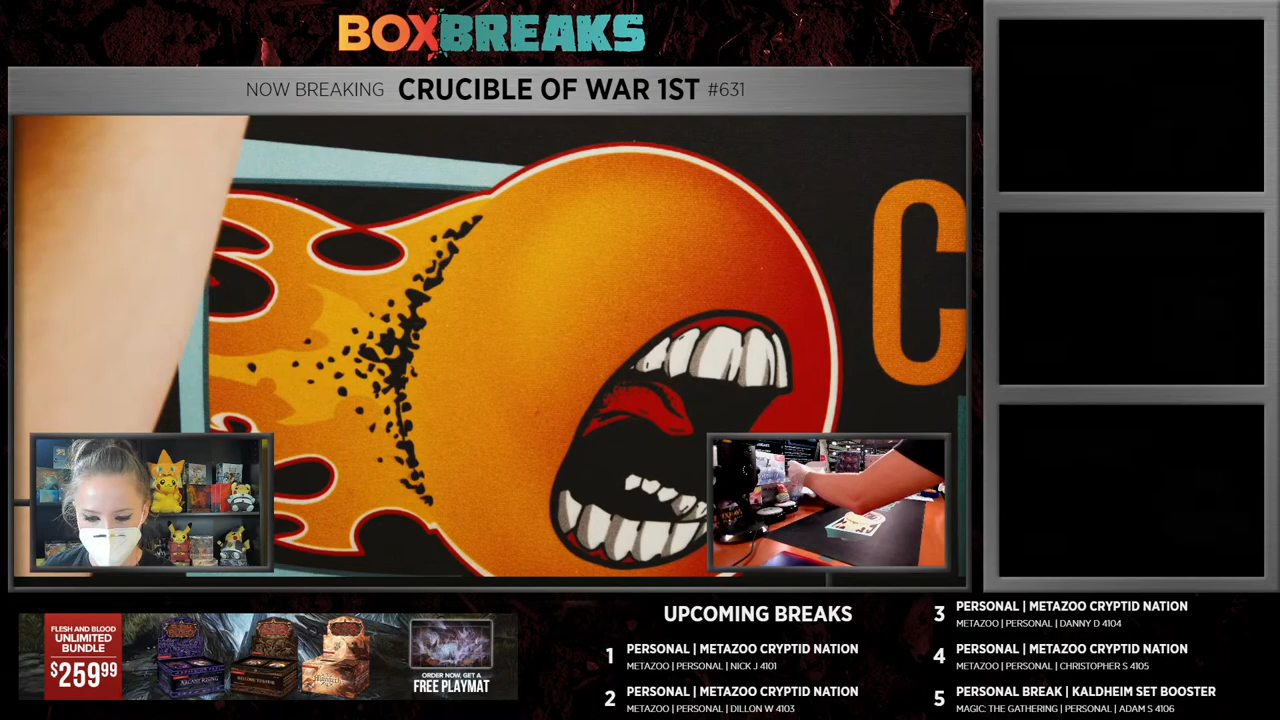 BOXBREAKS
NOW BREAKING CRUCIBLE OF WAR 1ST #631
C
FLESH AND BLOOD
UNLIMITED
BUNDLE
$259.99
ORDER NOW, GET A
FREE PLAYMAT
UPCOMING BREAKS
1 PERSONAL | METAZOO CRYPTID NATION
METAZOO | PERSONAL | NICK J 4101
2 PERSONAL | METAZOO CRYPTID NATION
METAZOO | PERSONAL | DILLON W 4103
3 PERSONAL | METAZOO CRYPTID NATION
METAZOO | PERSONAL | DANNY D 4104
4 PERSONAL | METAZOO CRYPTID NATION
METAZOO | PERSONAL | CHRISTOPHER S 4105
5 PERSONAL BREAK | KALDHEIM SET BOOSTER
MAGIC: THE GATHERING | PERSONAL | ADAM S 4106